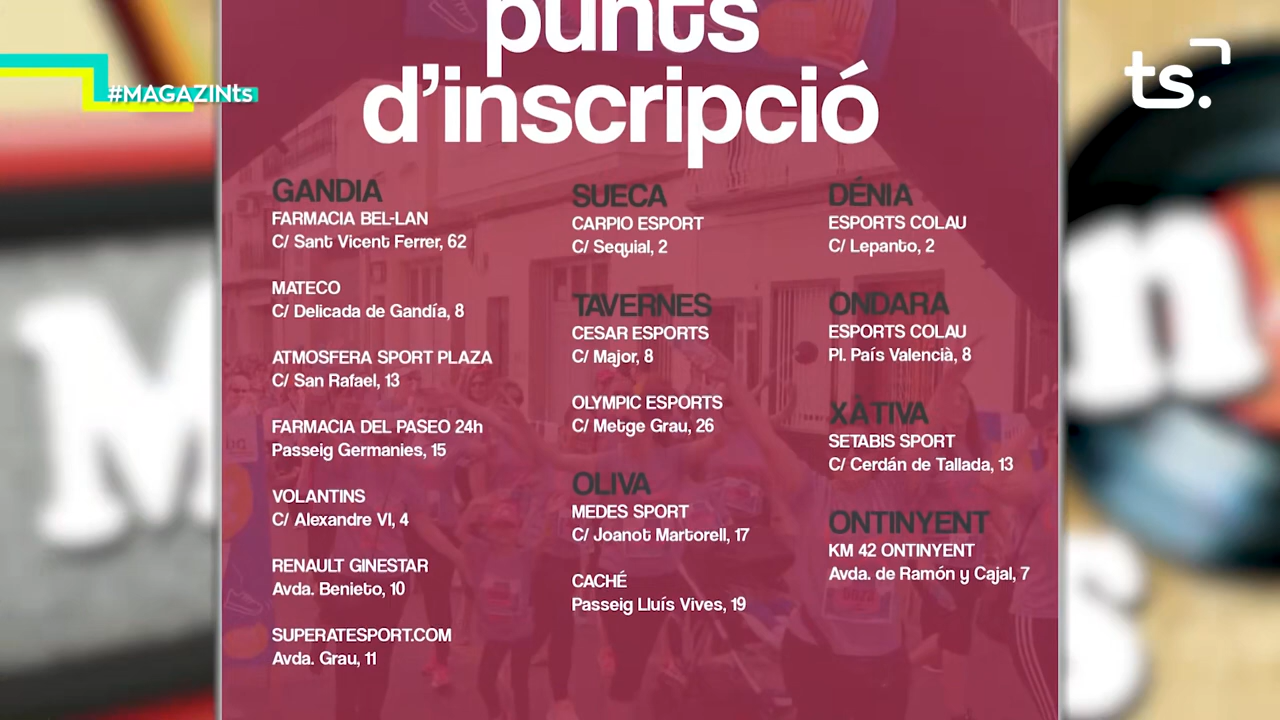 punts
d'inscripció
#MAGAZINts
ts.
GANDIA
FARMACIA BEL-LAN
C/ Sant Vicent Ferrer, 62
MATECO
C/ Delicada de Gandía, 8
ATMOSFERA SPORT PLAZA
C/ San Rafael, 13
FARMACIA DEL PASEO 24h
Passeig Germanies, 15
VOLANTINS
C/ Alexandre VI, 4
RENAULT GINESTAR
Avda. Benieto, 10
SUPERATESPORT.COM
Avda. Grau, 11
SUECA
CARPIO ESPORT
C/ Sequial, 2
TAVERNES
CESAR ESPORTS
C/ Major, 8
OLYMPIC ESPORTS
C/ Metge Grau, 26
OLIVA
MEDES SPORT
C/ Joanot Martorell, 17
CACHÉ
Passeig Lluís Vives, 19
DÉNIA
ESPORTS COLAU
C/ Lepanto, 2
ONDARA
ESPORTS COLAU
Pl. País Valencià, 8
XÀTIVA
SETABIS SPORT
C/ Cerdán de Tallada, 13
ONTINYENT
KM 42 ONTINYENT
Avda. de Ramón y Cajal, 7